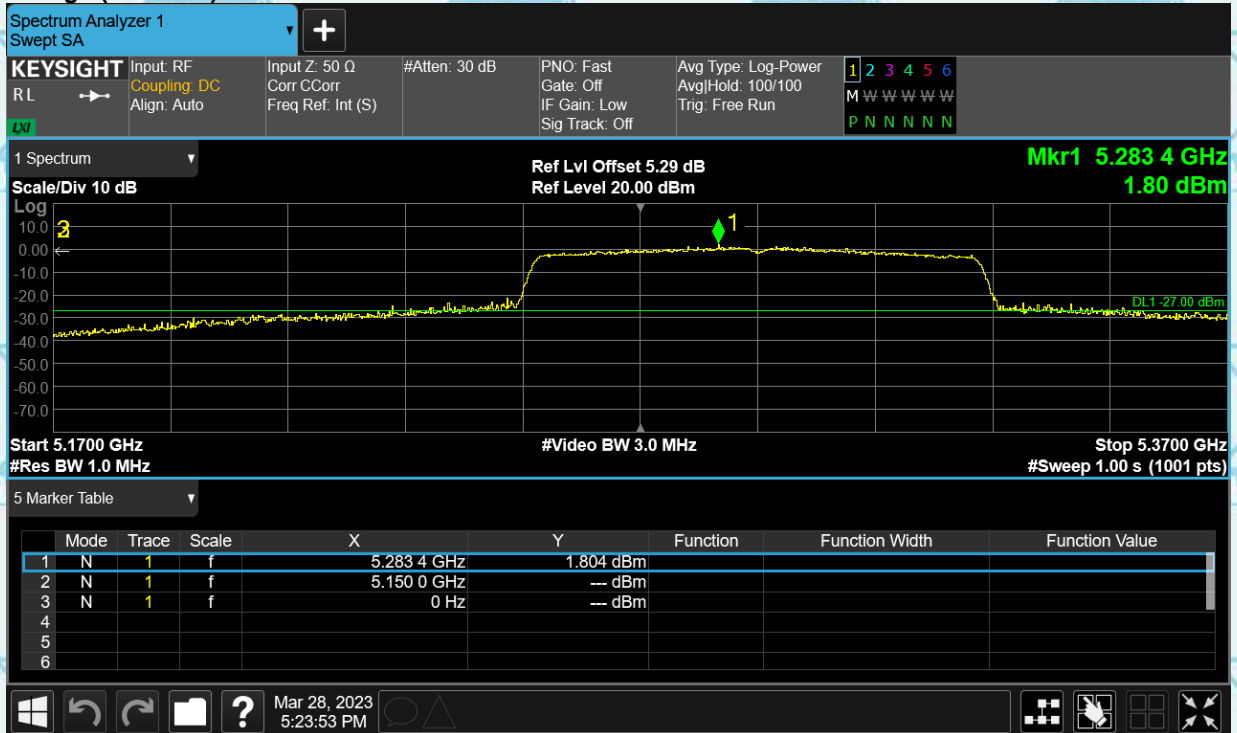 Spectrum Analyzer 1
Swept SA
KEYSIGHT
RL
LXI
Input: RF
Coupling: DC
Align: Auto
Input Z: 50 Ω
Corr CCorr
Freq Ref: Int (S)
#Atten: 30 dB
PNO: Fast
Gate: Off
IF Gain: Low
Sig Track: Off
Avg Type: Log-Power
Avg|Hold: 100/100
Trig: Free Run
1 2 3 4 5 6
M W W W W W
P N N N N N
1 Spectrum
Scale/Div 10 dB
Ref Lvl Offset 5.29 dB
Ref Level 20.00 dBm
Mkr1 5.283 4 GHz
1.80 dBm
Log
10.0
0.00
-10.0
-20.0
-30.0
-40.0
-50.0
-60.0
-70.0
1
DL1 -27.00 dBm
Start 5.1700 GHz
#Res BW 1.0 MHz
#Video BW 3.0 MHz
Stop 5.3700 GHz
#Sweep 1.00 s (1001 pts)
5 Marker Table
Mode Trace Scale X Y Function Function Width Function Value
1 N 1 f 5.283 4 GHz 1.804 dBm
2 N 1 f 5.150 0 GHz --- dBm
3 N 1 f 0 Hz --- dBm
4
5
6
?
Mar 28, 2023
5:23:53 PM